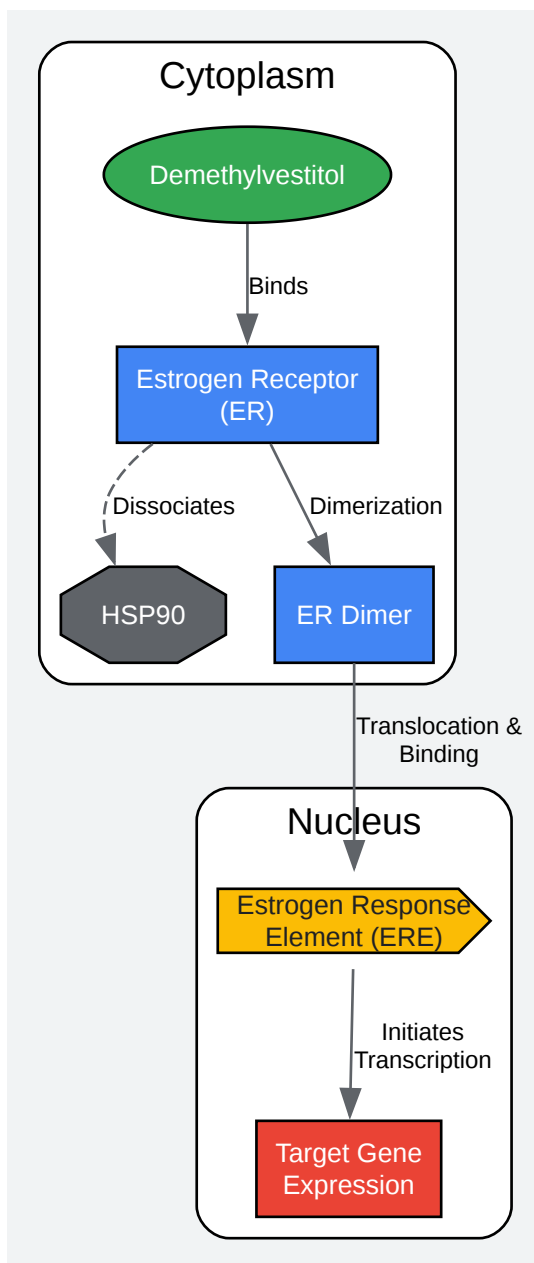 Cytoplasm
Demethylvestitol
Binds
Estrogen Receptor
(ER)
Dissociates
Dimerization
HSP90
ER Dimer
Translocation &
Binding
Nucleus
Estrogen Response
Element (ERE)
Initiates
Transcription
Target Gene
Expression